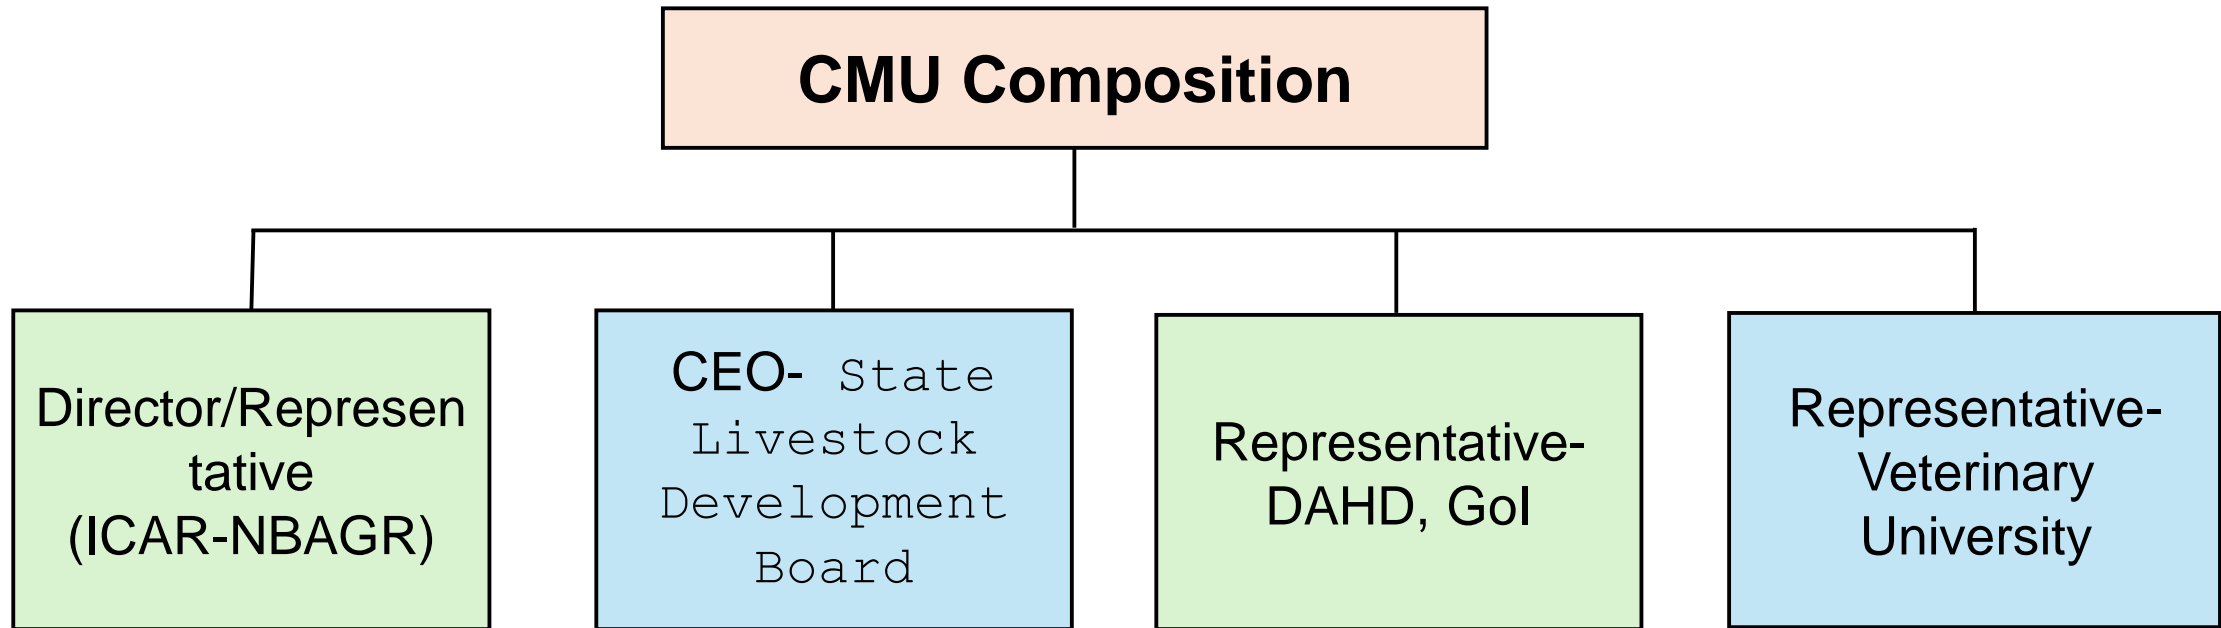 CMU Composition
Director/Represen
tative
(ICAR-NBAGR)
CEO- State
Livestock
Development
Board
Representative-
DAHD, GoI
Representative-
Veterinary
University